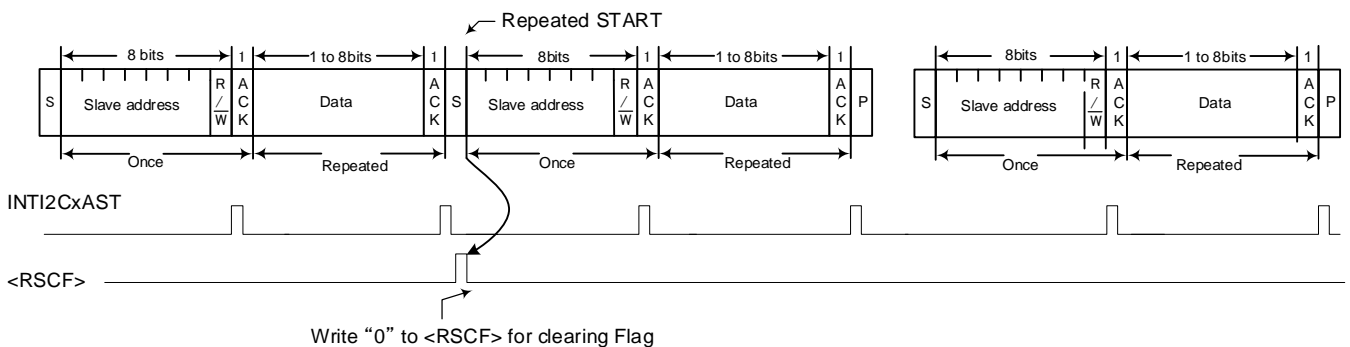 Repeated START
8 bits 1 1 to 8bits 1 8bits 1 1 to 8bits 1 8bits 1 1 to 8bits 1
S Slave address R/W ACK Data ACK S Slave address R/W ACK Data ACK P S Slave address R/W ACK Data ACK P
Once Repeated Once Repeated Once Repeated
INTI2CxAST
<RSCF>
Write “0” to <RSCF> for clearing Flag